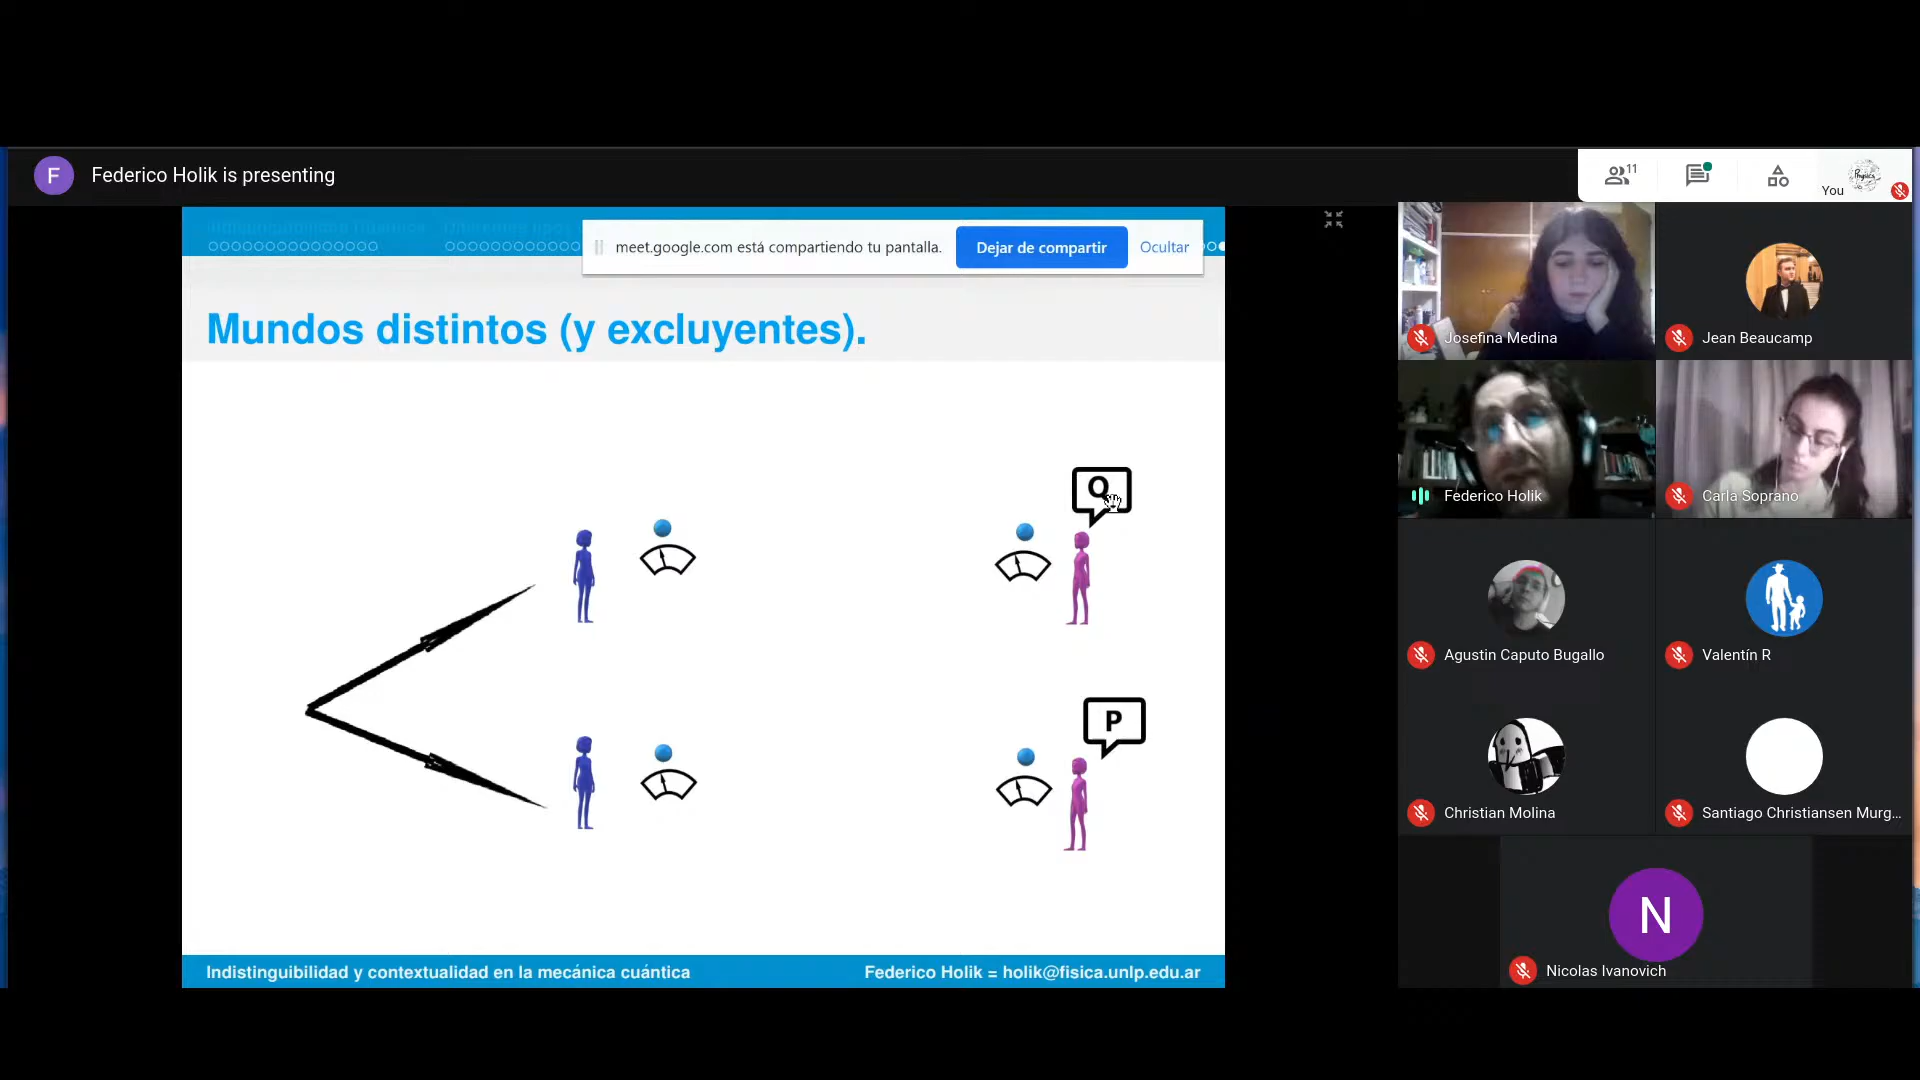 F
Federico Holik is presenting
11
You
Physics
meet.google.com está compartiendo tu pantalla.
Dejar de compartir
Ocultar
Mundos distintos (y excluyentes).
Q
P
Indistinguibilidad y contextualidad en la mecánica cuántica
Federico Holik = holik@fisica.unlp.edu.ar
Josefina Medina
Jean Beaucamp
Federico Holik
Carla Soprano
Agustin Caputo Bugallo
Valentín R
Christian Molina
Santiago Christiansen Murg...
N
Nicolas Ivanovich